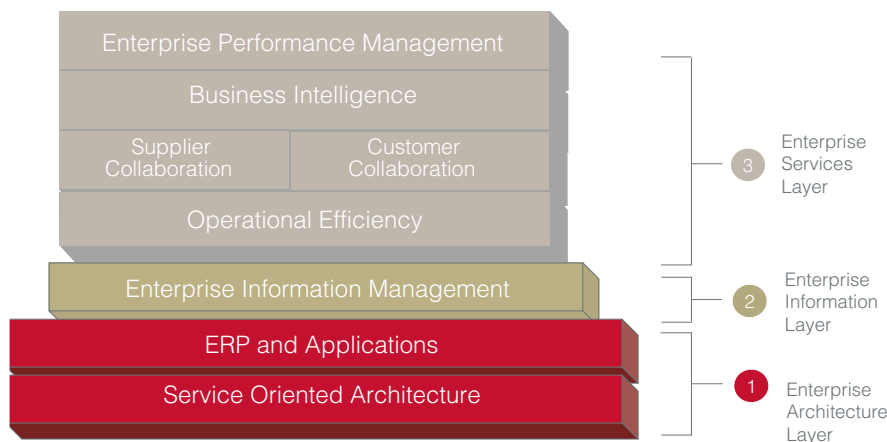 Enterprise Performance Management
Business Intelligence
Supplier
Collaboration
Customer
Collaboration
Operational Efficiency
Enterprise Information Management
ERP and Applications
Service Oriented Architecture
3
Enterprise
Services
Layer
2
Enterprise
Information
Layer
1
Enterprise
Architecture
Layer